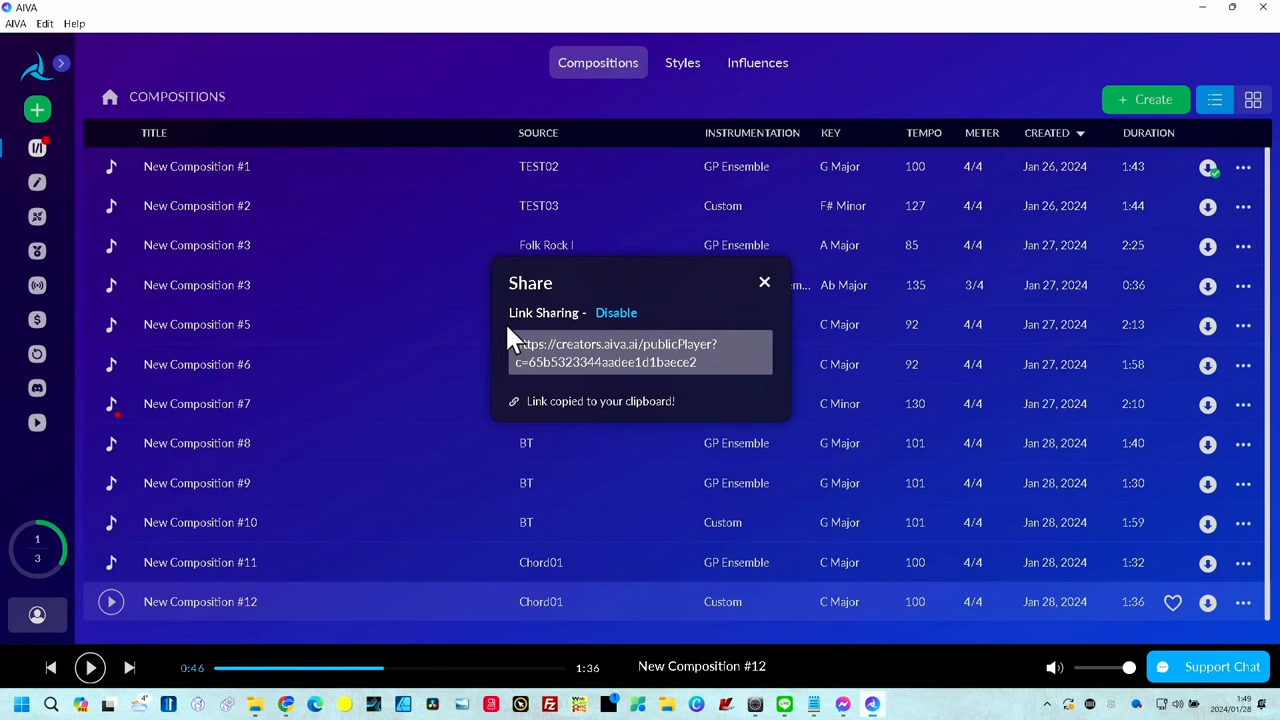 AIVA
AIVA Edit Help
Compositions Styles Influences
COMPOSITIONS
+ Create
TITLE SOURCE INSTRUMENTATION KEY TEMPO METER CREATED DURATION
New Composition #1 TEST02 GP Ensemble G Major 100 4/4 Jan 26, 2024 1:43
New Composition #2 TEST03 Custom F# Minor 127 4/4 Jan 26, 2024 1:44
New Composition #3 Folk Rock I GP Ensemble A Major 85 4/4 Jan 27, 2024 2:25
New Composition #3 em... Ab Major 135 3/4 Jan 27, 2024 0:36
New Composition #5 C Major 92 4/4 Jan 27, 2024 2:13
New Composition #6 C Major 92 4/4 Jan 27, 2024 1:58
New Composition #7 C Minor 130 4/4 Jan 27, 2024 2:10
New Composition #8 BT GP Ensemble G Major 101 4/4 Jan 28, 2024 1:40
New Composition #9 BT GP Ensemble G Major 101 4/4 Jan 28, 2024 1:30
New Composition #10 BT Custom G Major 101 4/4 Jan 28, 2024 1:59
New Composition #11 Chord01 GP Ensemble C Major 100 4/4 Jan 28, 2024 1:32
New Composition #12 Chord01 Custom C Major 100 4/4 Jan 28, 2024 1:36
Share
Link Sharing - Disable
ttps://creators.aiva.ai/publicPlayer?
c=65b5323344aadee1d1baece2
Link copied to your clipboard!
1
3
0:46 1:36 New Composition #12 Support Chat
4°
1:49
2024/01/28